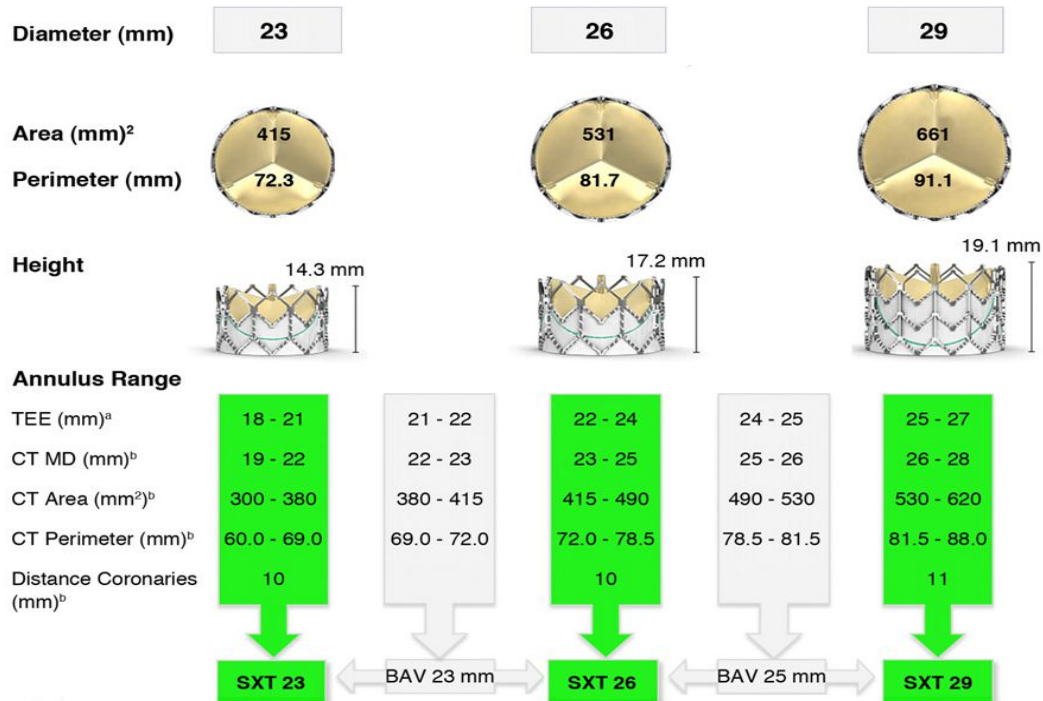 Diameter (mm) 23 26 29
Area (mm)² 415 531 661
Perimeter (mm) 72.3 81.7 91.1
Height 14.3 mm 17.2 mm 19.1 mm
Annulus Range
TEE (mm)ᵃ 18 - 21 21 - 22 22 - 24 24 - 25 25 - 27
CT MD (mm)ᵇ 19 - 22 22 - 23 23 - 25 25 - 26 26 - 28
CT Area (mm²)ᵇ 300 - 380 380 - 415 415 - 490 490 - 530 530 - 620
CT Perimeter (mm)ᵇ 60.0 - 69.0 69.0 - 72.0 72.0 - 78.5 78.5 - 81.5 81.5 - 88.0
Distance Coronaries 10 10 11
(mm)ᵇ
SXT 23 BAV 23 mm SXT 26 BAV 25 mm SXT 29